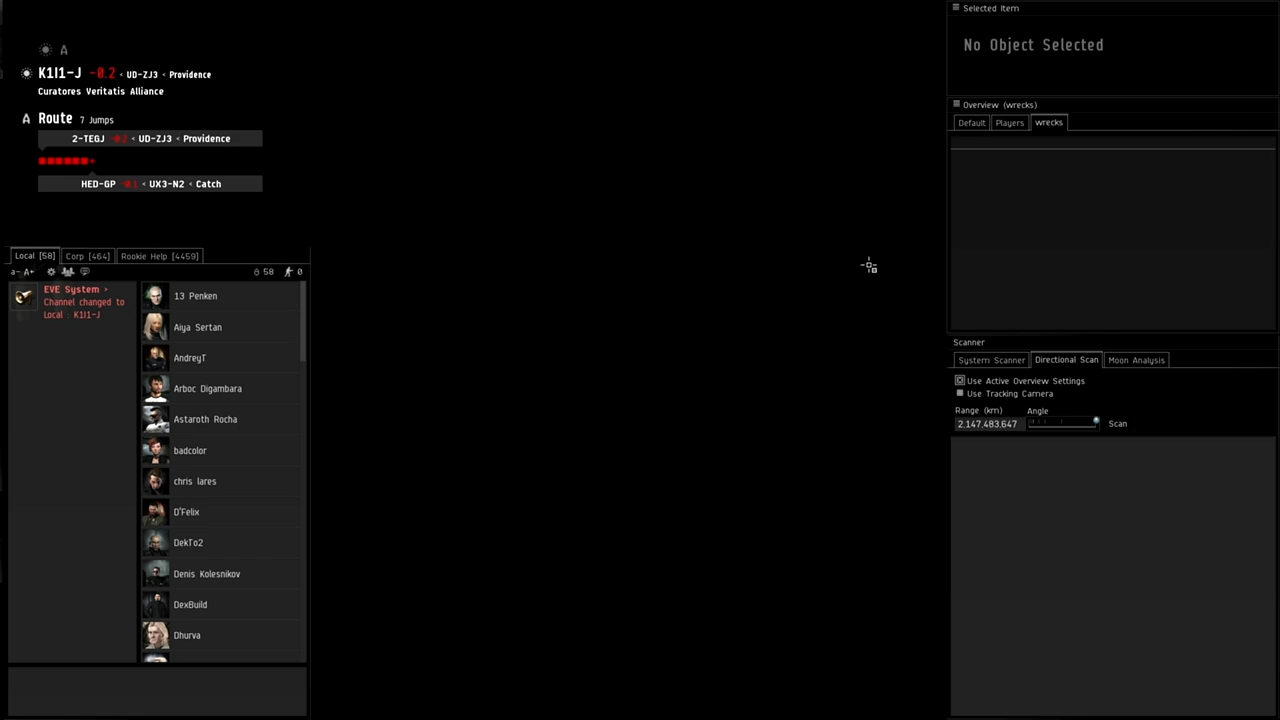 A
K1I1-J -0.2 < UD-ZJ3 < Providence
Curatores Veritatis Alliance
A Route 7 Jumps
2-TEGJ -0.2 < UD-ZJ3 < Providence
HED-GP < UX3-N2 < Catch
Local [58] Corp [464] Rookie Help [4459]
a- A+ 58 0
EVE System >
Channel changed to
Local : K1I1-J
13 Penken
Aiya Sertan
AndreyT
Arboc Digambara
Astaroth Rocha
badcolor
chris lares
D'Felix
DekTo2
Denis Kolesnikov
DexBuild
Dhurva
Selected Item
No Object Selected
Overview (wrecks)
Default Players wrecks
Scanner
System Scanner Directional Scan Moon Analysis
Use Active Overview Settings
Use Tracking Camera
Range (km) Angle
2,147,483,647 Scan